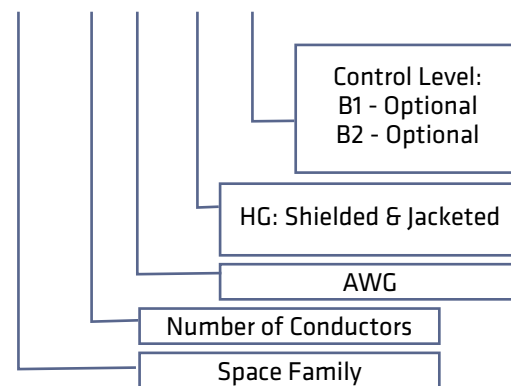 Control Level:
B1 - Optional
B2 - Optional
HG: Shielded & Jacketed
AWG
Number of Conductors
Space Family